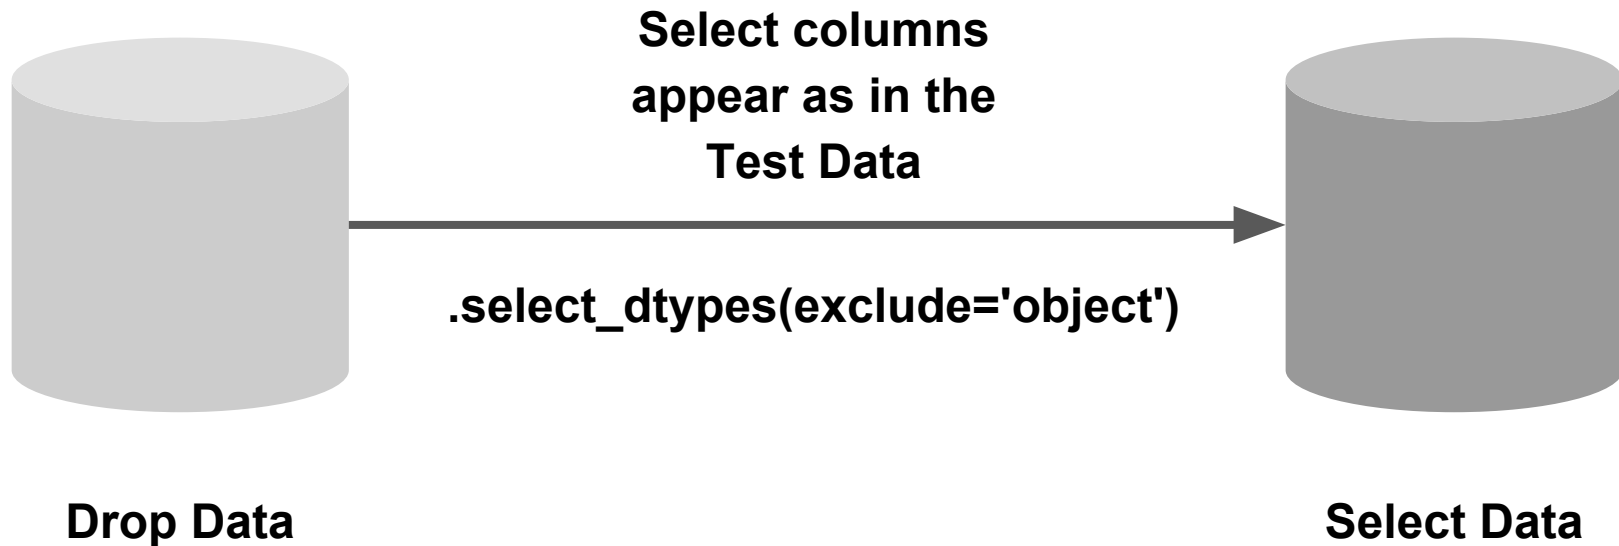 Select columns
appear as in the
Test Data
.select_dtypes(exclude='object')
Drop Data
Select Data